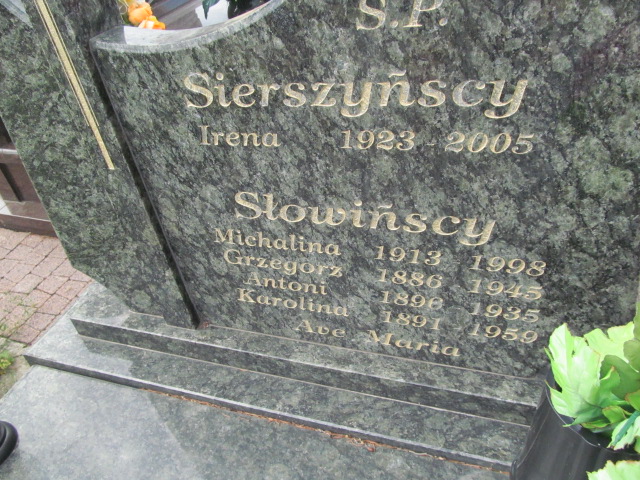 Ś.P.
Sierszyńscy
Irena 1923 - 2005
Słowińscy
Michalina 1913 1998
Grzegorz 1886 1945
Antoni 1896 1935
Karolina 1891 1959
Ave Maria